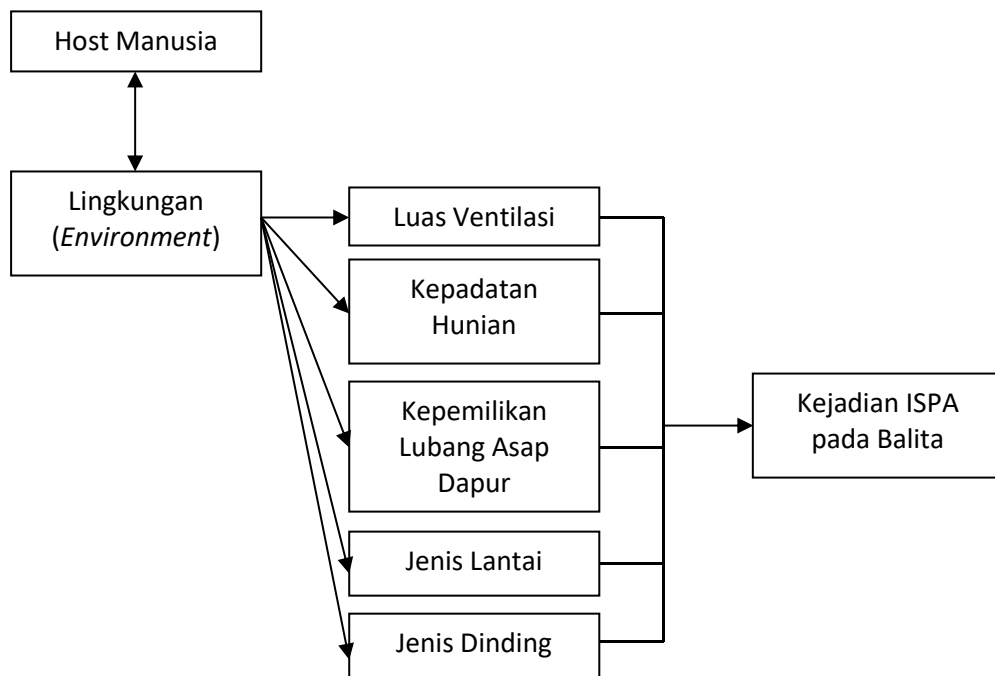 Host Manusia
Lingkungan
(Environment)
Luas Ventilasi
Kepadatan
Hunian
Kepemilikan
Lubang Asap
Dapur
Jenis Lantai
Jenis Dinding
Kejadian ISPA
pada Balita